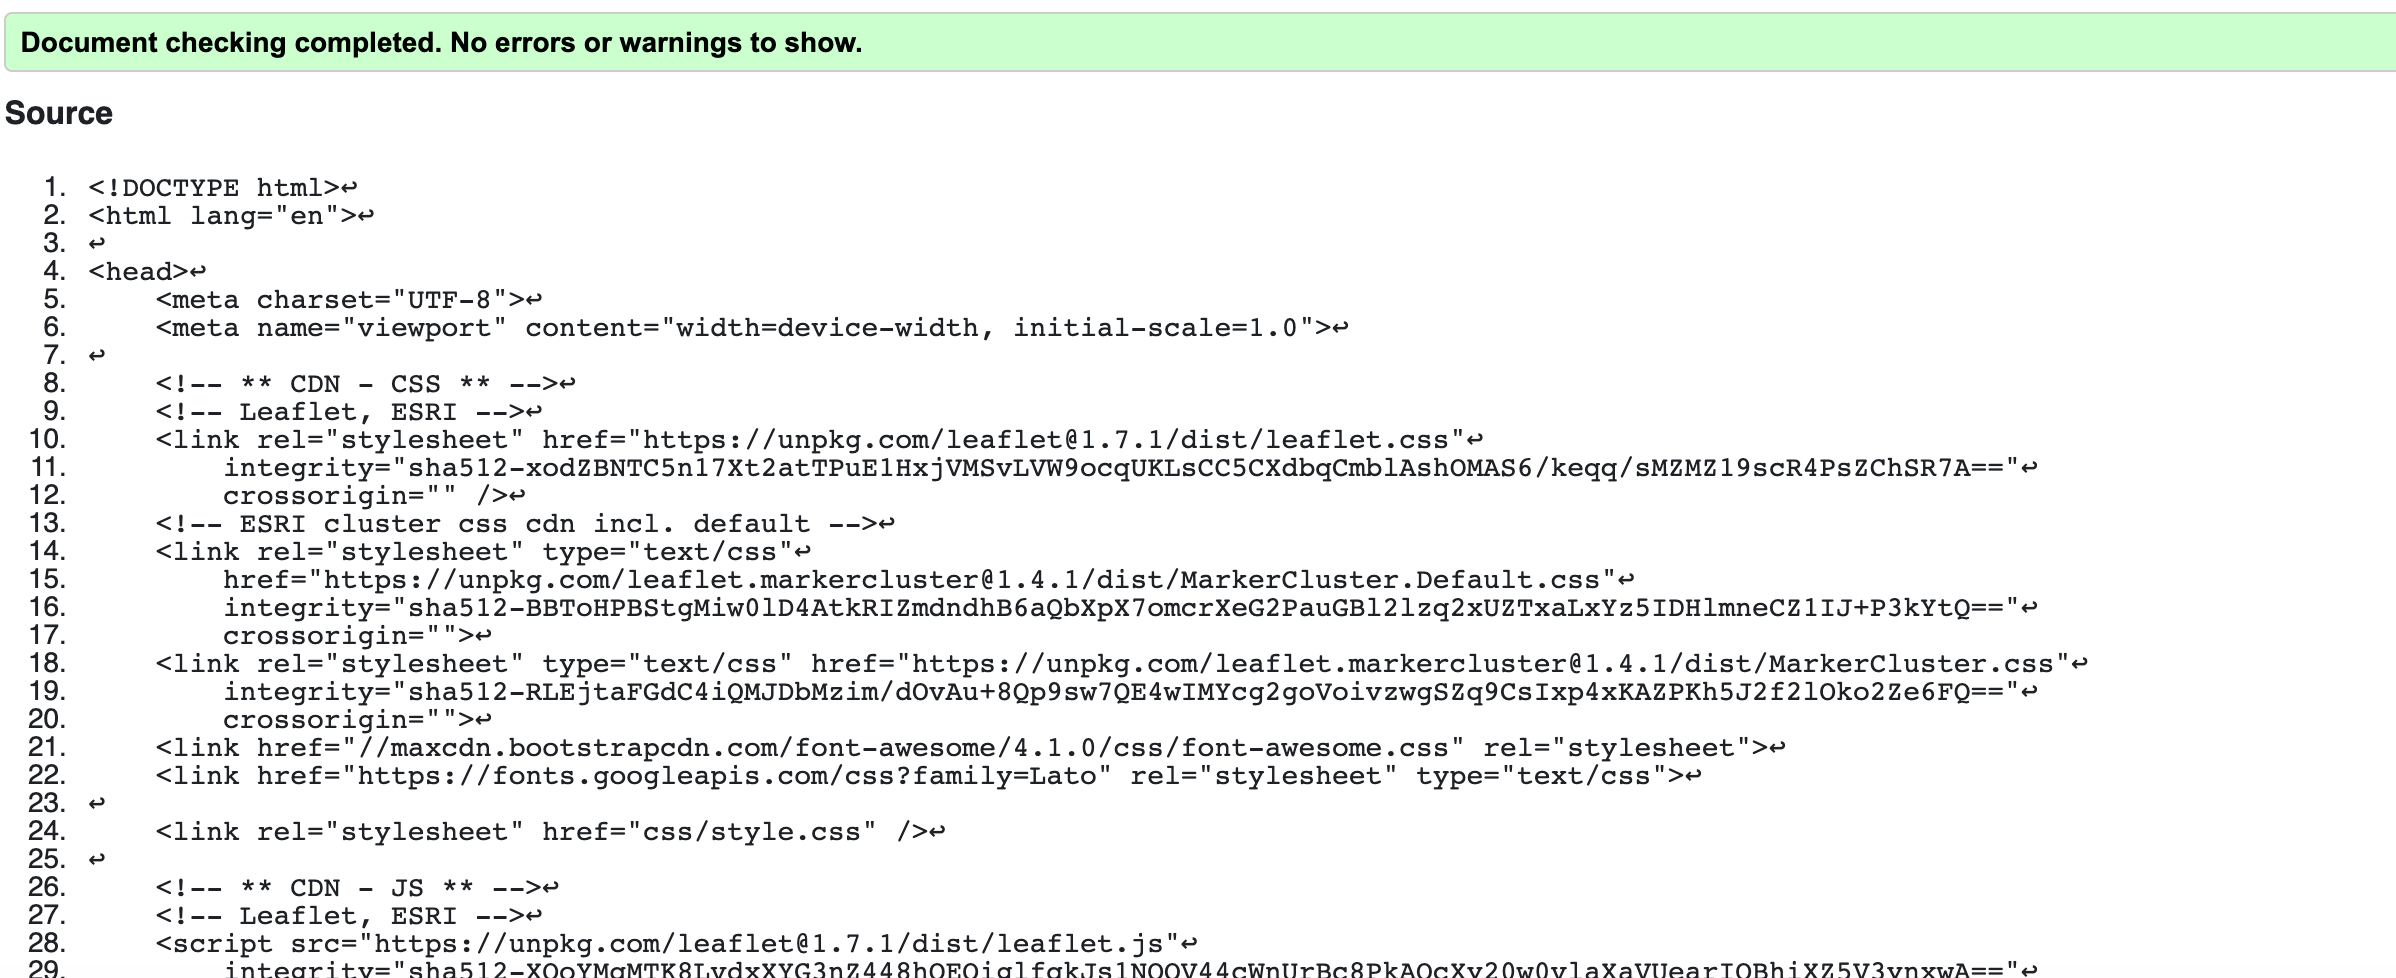 Document checking completed. No errors or warnings to show.
Source
1. <!DOCTYPE html>↩
2. <html lang="en">↩
3. ↩
4. <head>↩
5.     <meta charset="UTF-8">↩
6.     <meta name="viewport" content="width=device-width, initial-scale=1.0">↩
7. ↩
8.     <!-- ** CDN - CSS ** -->↩
9.     <!-- Leaflet, ESRI -->↩
10.     <link rel="stylesheet" href="https://unpkg.com/leaflet@1.7.1/dist/leaflet.css"↩
11.         integrity="sha512-xodZBNTC5n17Xt2atTPuE1HxjVMSvLVW9ocqUKLsCC5CXdbqCmblAshOMAS6/keqq/sMZMZ19scR4PsZChSR7A=="↩
12.         crossorigin="" />↩
13.     <!-- ESRI cluster css cdn incl. default -->↩
14.     <link rel="stylesheet" type="text/css"↩
15.         href="https://unpkg.com/leaflet.markercluster@1.4.1/dist/MarkerCluster.Default.css"↩
16.         integrity="sha512-BBToHPBStgMiw0lD4AtkRIZmdndhB6aQbXpX7omcrXeG2PauGBl2lzq2xUZTxaLxYz5IDHlmneCZ1IJ+P3kYtQ=="↩
17.         crossorigin="">↩
18.     <link rel="stylesheet" type="text/css" href="https://unpkg.com/leaflet.markercluster@1.4.1/dist/MarkerCluster.css"↩
19.         integrity="sha512-RLEjtaFGdC4iQMJDbMzim/dOvAu+8Qp9sw7QE4wIMYcg2goVoivzwgSZq9CsIxp4xKAZPKh5J2f2lOko2Ze6FQ=="↩
20.         crossorigin="">↩
21.     <link href="//maxcdn.bootstrapcdn.com/font-awesome/4.1.0/css/font-awesome.css" rel="stylesheet">↩
22.     <link href="https://fonts.googleapis.com/css?family=Lato" rel="stylesheet" type="text/css">↩
23. ↩
24.     <link rel="stylesheet" href="css/style.css" />↩
25. ↩
26.     <!-- ** CDN - JS ** -->↩
27.     <!-- Leaflet, ESRI -->↩
28.     <script src="https://unpkg.com/leaflet@1.7.1/dist/leaflet.js"↩
29.         integrity="sha512-XQoYMqMTK8LvdxXYG3nZ448hOEQiglfqkJs1NOQV44cWnUrBc8PkAOcXy20w0vlaXaVUearIOBhiXZ5V3ynxwA=="↩